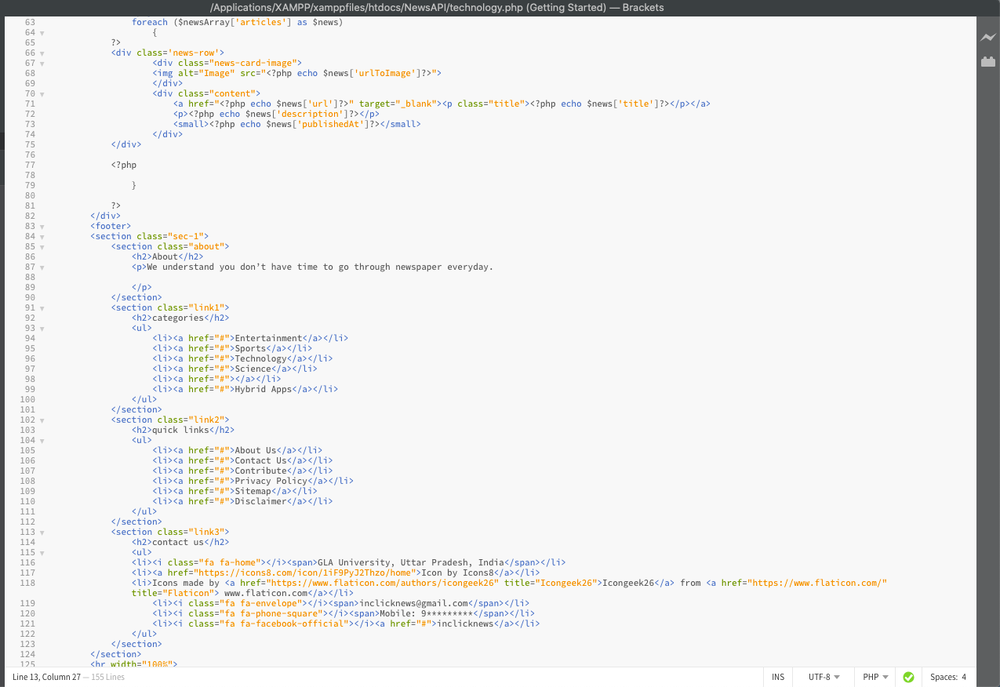 /Applications/XAMPP/xamppfiles/htdocs/NewsAPI/technology.php (Getting Started) — Brackets
63 foreach ($newsArray['articles'] as $news)
64 {
65 ?>
66 <div class='news-row'>
67 <div class="news-card-image">
68 <img alt="Image" src="<?php echo $news['urlToImage']?>">
69 </div>
70 <div class="content">
71 <a href="<?php echo $news['url']?>" target="_blank"><p class="title"><?php echo $news['title']?></p></a>
72 <p><?php echo $news['description']?></p>
73 <small><?php echo $news['publishedAt']?></small>
74 </div>
75 </div>
76
77 <?php
78
79 }
80
81 ?>
82 </div>
83 <footer>
84 <section class="sec-1">
85 <section class="about">
86 <h2>About</h2>
87 <p>We understand you don’t have time to go through newspaper everyday.
88
89 </p>
90 </section>
91 <section class="link1">
92 <h2>categories</h2>
93 <ul>
94 <li><a href="#">Entertainment</a></li>
95 <li><a href="#">Sports</a></li>
96 <li><a href="#">Technology</a></li>
97 <li><a href="#">Science</a></li>
98 <li><a href="#"></a></li>
99 <li><a href="#">Hybrid Apps</a></li>
100 </ul>
101 </section>
102 <section class="link2">
103 <h2>quick links</h2>
104 <ul>
105 <li><a href="#">About Us</a></li>
106 <li><a href="#">Contact Us</a></li>
107 <li><a href="#">Contribute</a></li>
108 <li><a href="#">Privacy Policy</a></li>
109 <li><a href="#">Sitemap</a></li>
110 <li><a href="#">Disclaimer</a></li>
111 </ul>
112 </section>
113 <section class="link3">
114 <h2>contact us</h2>
115 <ul>
116 <li><i class="fa fa-home"></i><span>GLA University, Uttar Pradesh, India</span></li>
117 <li><a href="https://icons8.com/icon/1iF9PyJ2Thzo/home">Icon by Icons8</a></li>
118 <li>Icons made by <a href="https://www.flaticon.com/authors/icongeek26" title="Icongeek26">Icongeek26</a> from <a href="https://www.flaticon.com/"
title="Flaticon"> www.flaticon.com</a></li>
119 <li><i class="fa fa-envelope"></i><span>inclicknews@gmail.com</span></li>
120 <li><i class="fa fa-phone-square"></i><span>Mobile: 9*********</span></li>
121 <li><i class="fa fa-facebook-official"></i><a href="#">inclicknews</a></li>
122 </ul>
123 </section>
124 </section>
125 <hr width="100%">
Line 13, Column 27 — 155 Lines INS UTF-8 PHP Spaces: 4